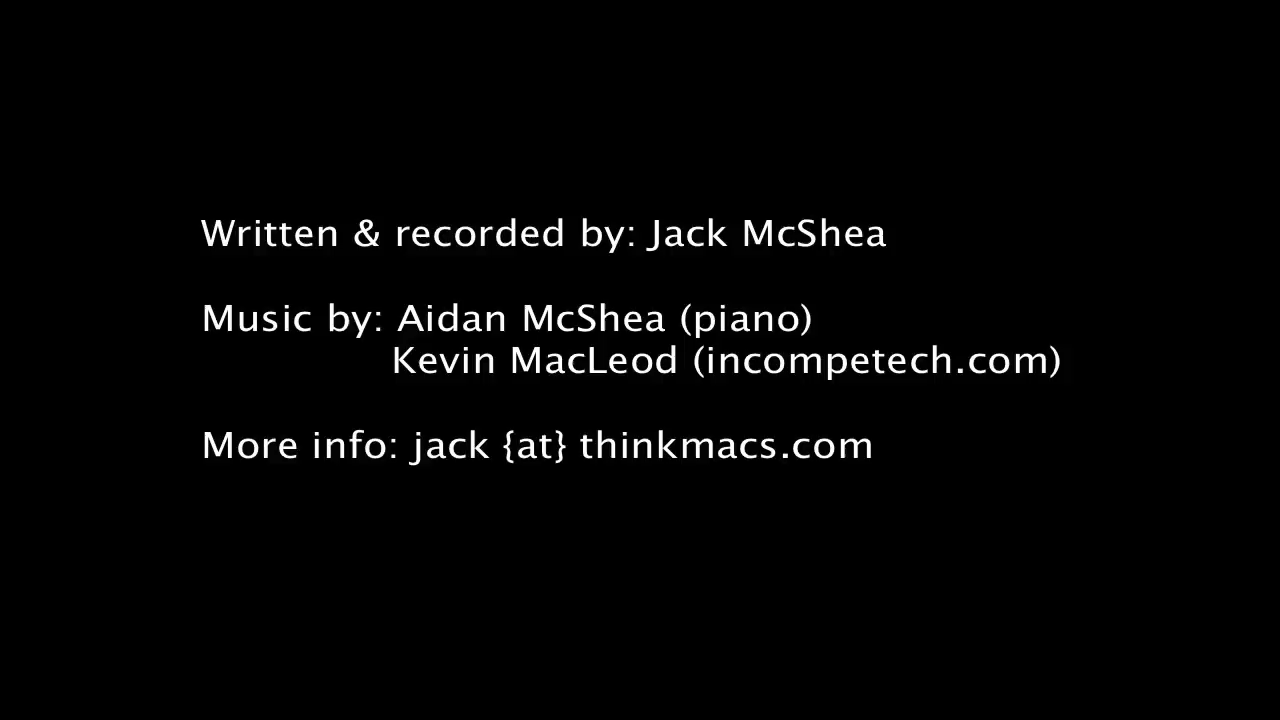 Written & recorded by: Jack McShea
Music by: Aidan McShea (piano)
Kevin MacLeod (incompetech.com)
More info: jack {at} thinkmacs.com